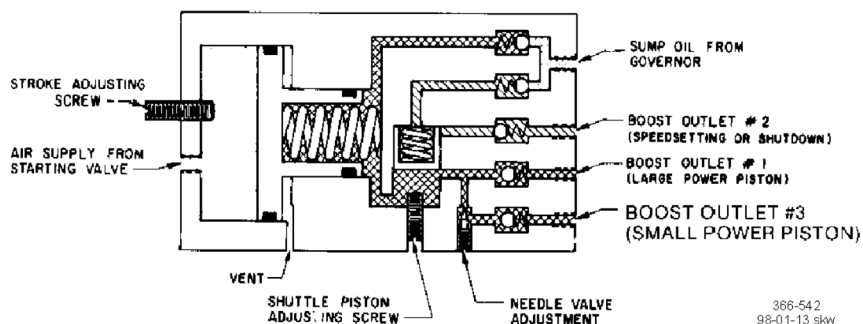 SUMP OIL FROM
GOVERNOR
STROKE ADJUSTING
SCREW
BOOST OUTLET # 2
(SPEEDSETTING OR SHUTDOWN)
AIR SUPPLY FROM
STARTING VALVE
BOOST OUTLET # 1
(LARGE POWER PISTON)
BOOST OUTLET #3
(SMALL POWER PISTON)
VENT
SHUTTLE PISTON
ADJUSTING SCREW
NEEDLE VALVE
ADJUSTMENT
366-542
98-01-13 skw